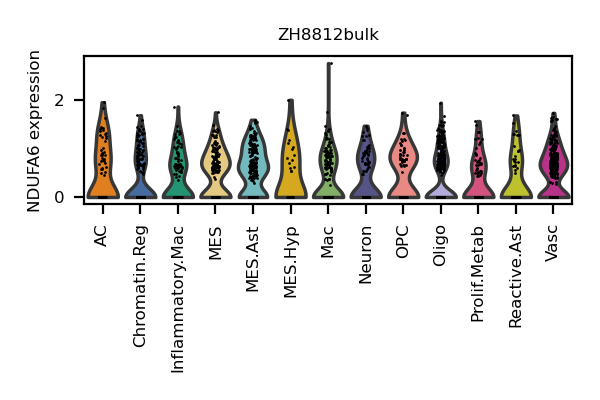 ZH8812bulk
NDUFA6 expression
2
0
AC
Chromatin.Reg
Inflammatory.Mac
MES
MES.Ast
MES.Hyp
Mac
Neuron
OPC
Oligo
Prolif.Metab
Reactive.Ast
Vasc